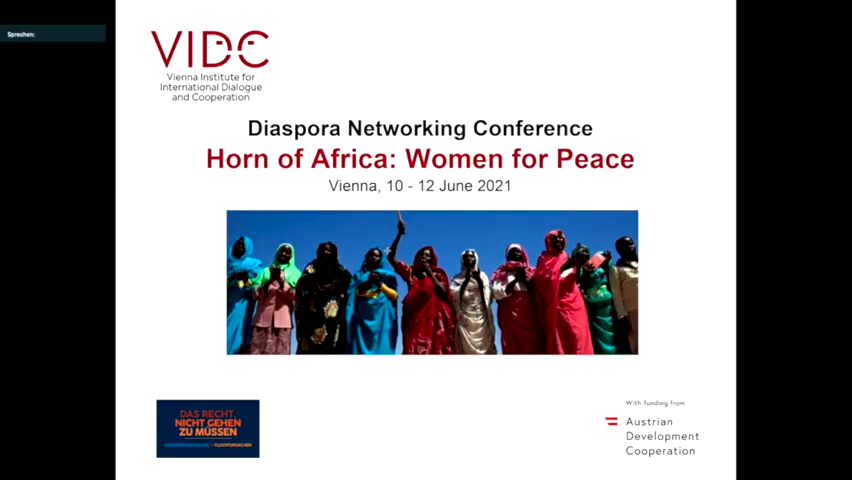 Sprechen:
VIDC
Vienna Institute for
International Dialogue
and Cooperation
Diaspora Networking Conference
Horn of Africa: Women for Peace
Vienna, 10 - 12 June 2021
DAS RECHT,
NICHT GEHEN
ZU MÜSSEN
With funding from
Austrian
Development
Cooperation